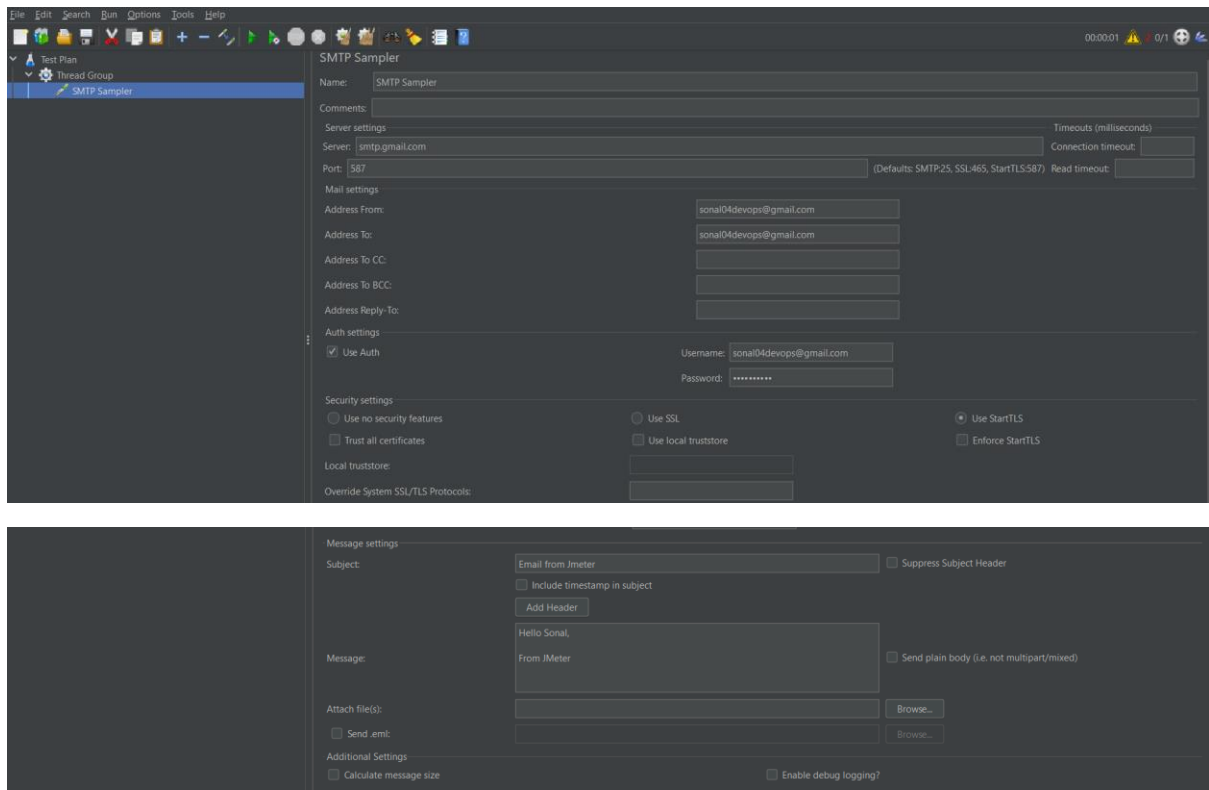 File Edit Search Run Options Tools Help
00:00:01 0/1
Test Plan
Thread Group
SMTP Sampler
SMTP Sampler
Name: SMTP Sampler
Comments:
Server settings Timeouts (milliseconds)
Server: smtp.gmail.com Connection timeout:
Port: 587 (Defaults: SMTP:25, SSL:465, StartTLS:587) Read timeout:
Mail settings
Address From: sonal04devops@gmail.com
Address To: sonal04devops@gmail.com
Address To CC:
Address To BCC:
Address Reply-To:
Auth settings
Use Auth Username: sonal04devops@gmail.com
Password: ••••••••••
Security settings
Use no security features Use SSL Use StartTLS
Trust all certificates Use local truststore Enforce StartTLS
Local truststore:
Override System SSL/TLS Protocols:
Message settings
Subject: Email from Jmeter Suppress Subject Header
Include timestamp in subject
Add Header
Hello Sonal,
Message: From JMeter Send plain body (i.e. not multipart/mixed)
Attach file(s): Browse...
Send .eml: Browse...
Additional Settings
Calculate message size Enable debug logging?